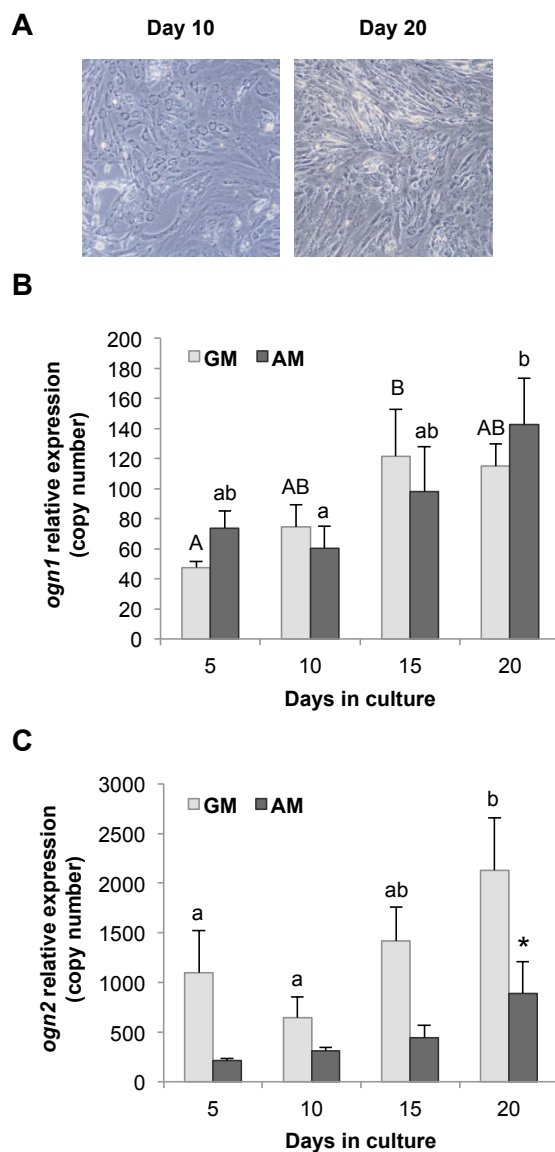 A
Day 10 Day 20
B
200
180
160
140
120
100
80
60
40
20
0
ogn1 relative expression
(copy number)
GM AM
A
ab
AB
a
B
ab
AB
b
5 10 15 20
Days in culture
C
3000
2500
2000
1500
1000
500
0
ogn2 relative expression
(copy number)
GM AM
a
a
ab
b
*
5 10 15 20
Days in culture